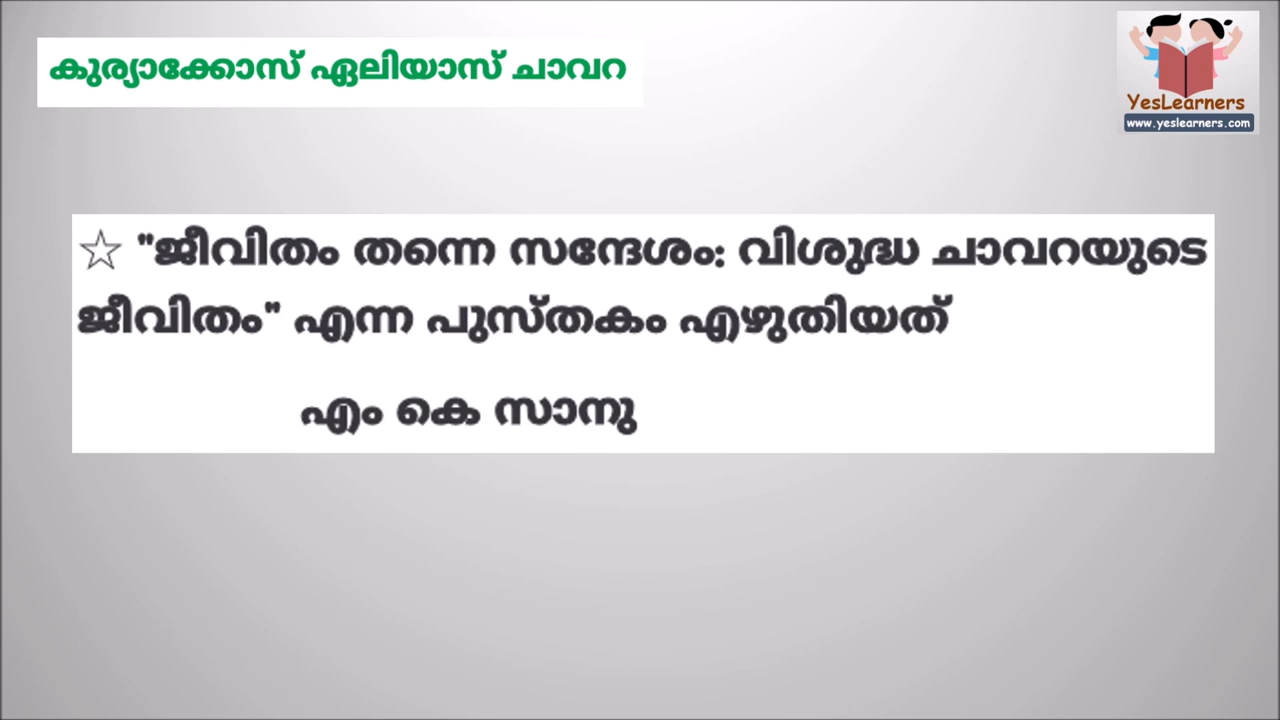 കുര്യാക്കോസ് ഏലിയാസ് ചാവറ
YesLearners
www.yeslearners.com
☆ "ജീവിതം തന്നെ സന്ദേശം: വിശുദ്ധ ചാവറയുടെ
ജീവിതം" എന്ന പുസ്തകം എഴുതിയത്
എം കെ സാനു